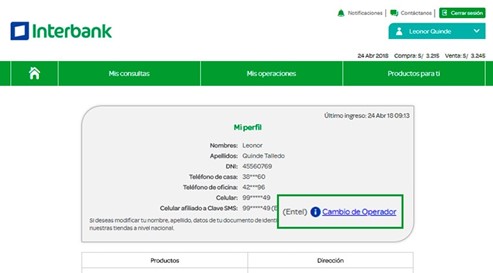 Notificaciones | Contáctanos | Cerrar sesión
Interbank
Leonor Quinde
24 Abr 2018 Compra: S/ 3.215 Venta: S/ 3.245
Mis consultas Mis operaciones Productos para ti
Último ingreso: 24 Abr 18 09:13
Mi perfil
Nombres: Leonor
Apellidos: Quinde Talledo
DNI: 45560769
Teléfono de casa: 38***60
Teléfono de oficina: 42***96
Celular: 99*****49
Celular afiliado a Clave SMS: 99*****49 (E
(Entel) i Cambio de Operador
Si deseas modificar tu nombre, apellido, datos de tu documento de identi
nuestras tiendas a nivel nacional.
Productos Dirección